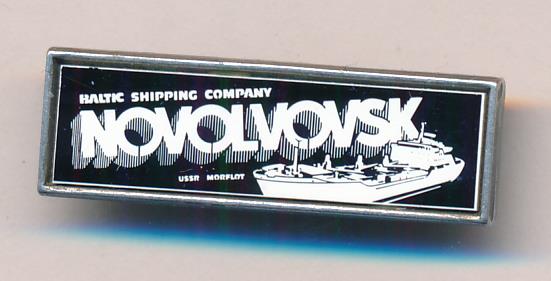 BALTIC SHIPPING COMPANY
NOVOLVOVSK
USSR MORFLOT